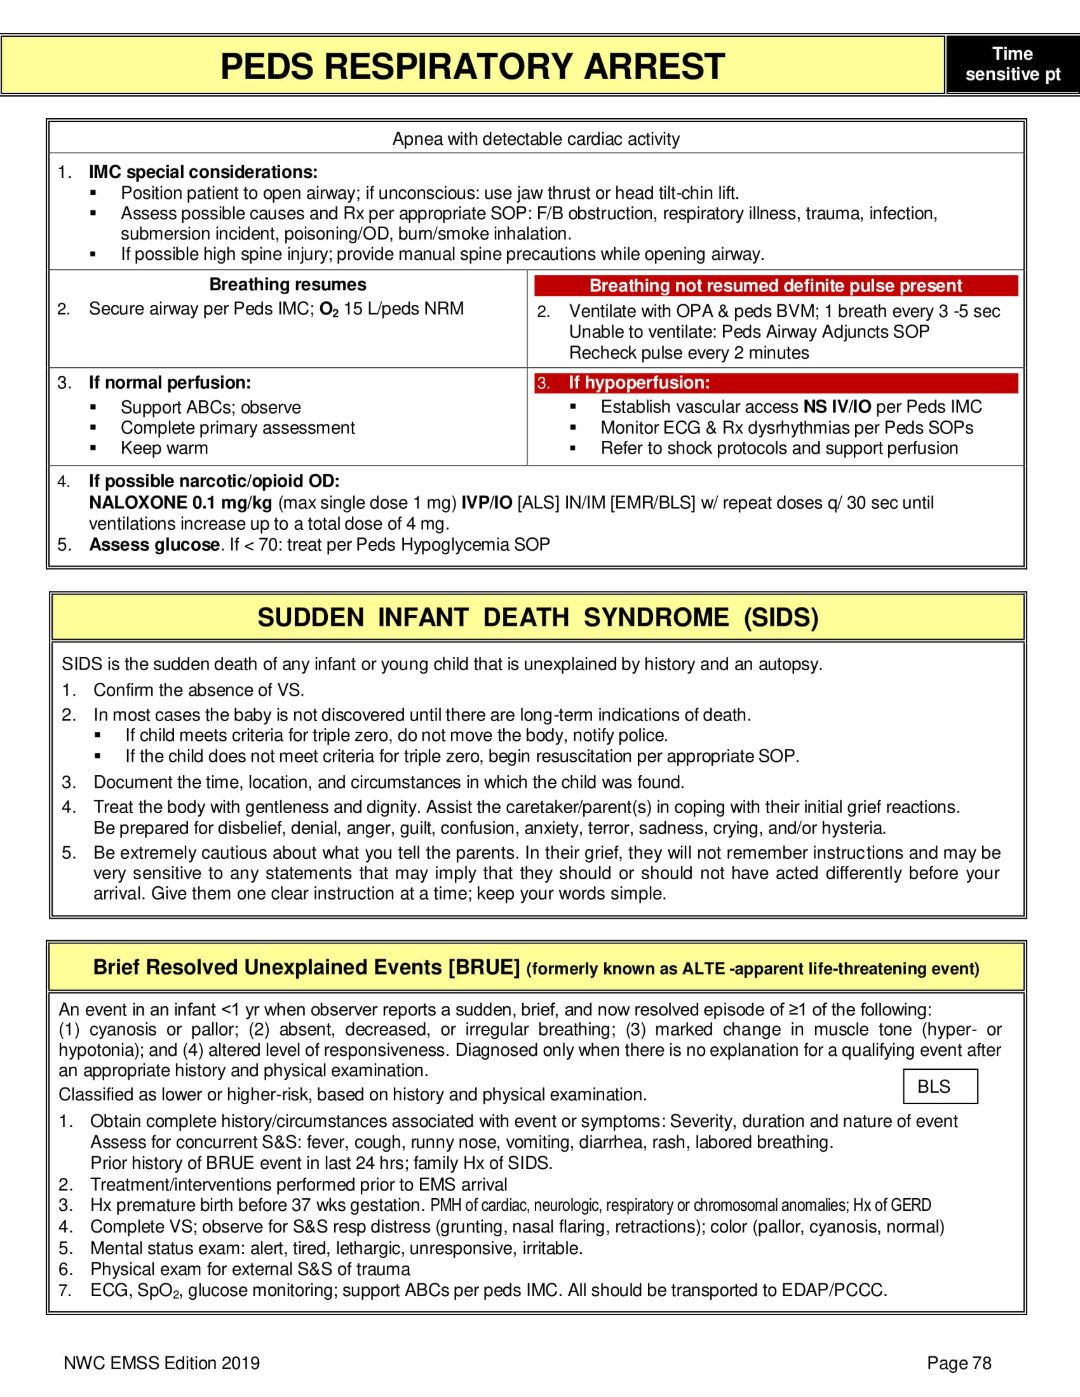 PEDS RESPIRATORY ARREST
Time
sensitive pt
Apnea with detectable cardiac activity
1. IMC special considerations:
▪ Position patient to open airway; if unconscious: use jaw thrust or head tilt-chin lift.
▪ Assess possible causes and Rx per appropriate SOP: F/B obstruction, respiratory illness, trauma, infection,
submersion incident, poisoning/OD, burn/smoke inhalation.
▪ If possible high spine injury; provide manual spine precautions while opening airway.
Breathing resumes
2. Secure airway per Peds IMC; O₂ 15 L/peds NRM
Breathing not resumed definite pulse present
2. Ventilate with OPA & peds BVM; 1 breath every 3 -5 sec
Unable to ventilate: Peds Airway Adjuncts SOP
Recheck pulse every 2 minutes
3. If normal perfusion:
▪ Support ABCs; observe
▪ Complete primary assessment
▪ Keep warm
3. If hypoperfusion:
▪ Establish vascular access NS IV/IO per Peds IMC
▪ Monitor ECG & Rx dysrhythmias per Peds SOPs
▪ Refer to shock protocols and support perfusion
4. If possible narcotic/opioid OD:
NALOXONE 0.1 mg/kg (max single dose 1 mg) IVP/IO [ALS] IN/IM [EMR/BLS] w/ repeat doses q/ 30 sec until
ventilations increase up to a total dose of 4 mg.
5. Assess glucose. If < 70: treat per Peds Hypoglycemia SOP
SUDDEN INFANT DEATH SYNDROME (SIDS)
SIDS is the sudden death of any infant or young child that is unexplained by history and an autopsy.
1. Confirm the absence of VS.
2. In most cases the baby is not discovered until there are long-term indications of death.
▪ If child meets criteria for triple zero, do not move the body, notify police.
▪ If the child does not meet criteria for triple zero, begin resuscitation per appropriate SOP.
3. Document the time, location, and circumstances in which the child was found.
4. Treat the body with gentleness and dignity. Assist the caretaker/parent(s) in coping with their initial grief reactions.
Be prepared for disbelief, denial, anger, guilt, confusion, anxiety, terror, sadness, crying, and/or hysteria.
5. Be extremely cautious about what you tell the parents. In their grief, they will not remember instructions and may be
very sensitive to any statements that may imply that they should or should not have acted differently before your
arrival. Give them one clear instruction at a time; keep your words simple.
Brief Resolved Unexplained Events [BRUE] (formerly known as ALTE -apparent life-threatening event)
An event in an infant <1 yr when observer reports a sudden, brief, and now resolved episode of ≥1 of the following:
(1) cyanosis or pallor; (2) absent, decreased, or irregular breathing; (3) marked change in muscle tone (hyper- or
hypotonia); and (4) altered level of responsiveness. Diagnosed only when there is no explanation for a qualifying event after
an appropriate history and physical examination.
Classified as lower or higher-risk, based on history and physical examination.
BLS
1. Obtain complete history/circumstances associated with event or symptoms: Severity, duration and nature of event
Assess for concurrent S&S: fever, cough, runny nose, vomiting, diarrhea, rash, labored breathing.
Prior history of BRUE event in last 24 hrs; family Hx of SIDS.
2. Treatment/interventions performed prior to EMS arrival
3. Hx premature birth before 37 wks gestation. PMH of cardiac, neurologic, respiratory or chromosomal anomalies; Hx of GERD
4. Complete VS; observe for S&S resp distress (grunting, nasal flaring, retractions); color (pallor, cyanosis, normal)
5. Mental status exam: alert, tired, lethargic, unresponsive, irritable.
6. Physical exam for external S&S of trauma
7. ECG, SpO₂, glucose monitoring; support ABCs per peds IMC. All should be transported to EDAP/PCCC.
NWC EMSS Edition 2019
Page 78